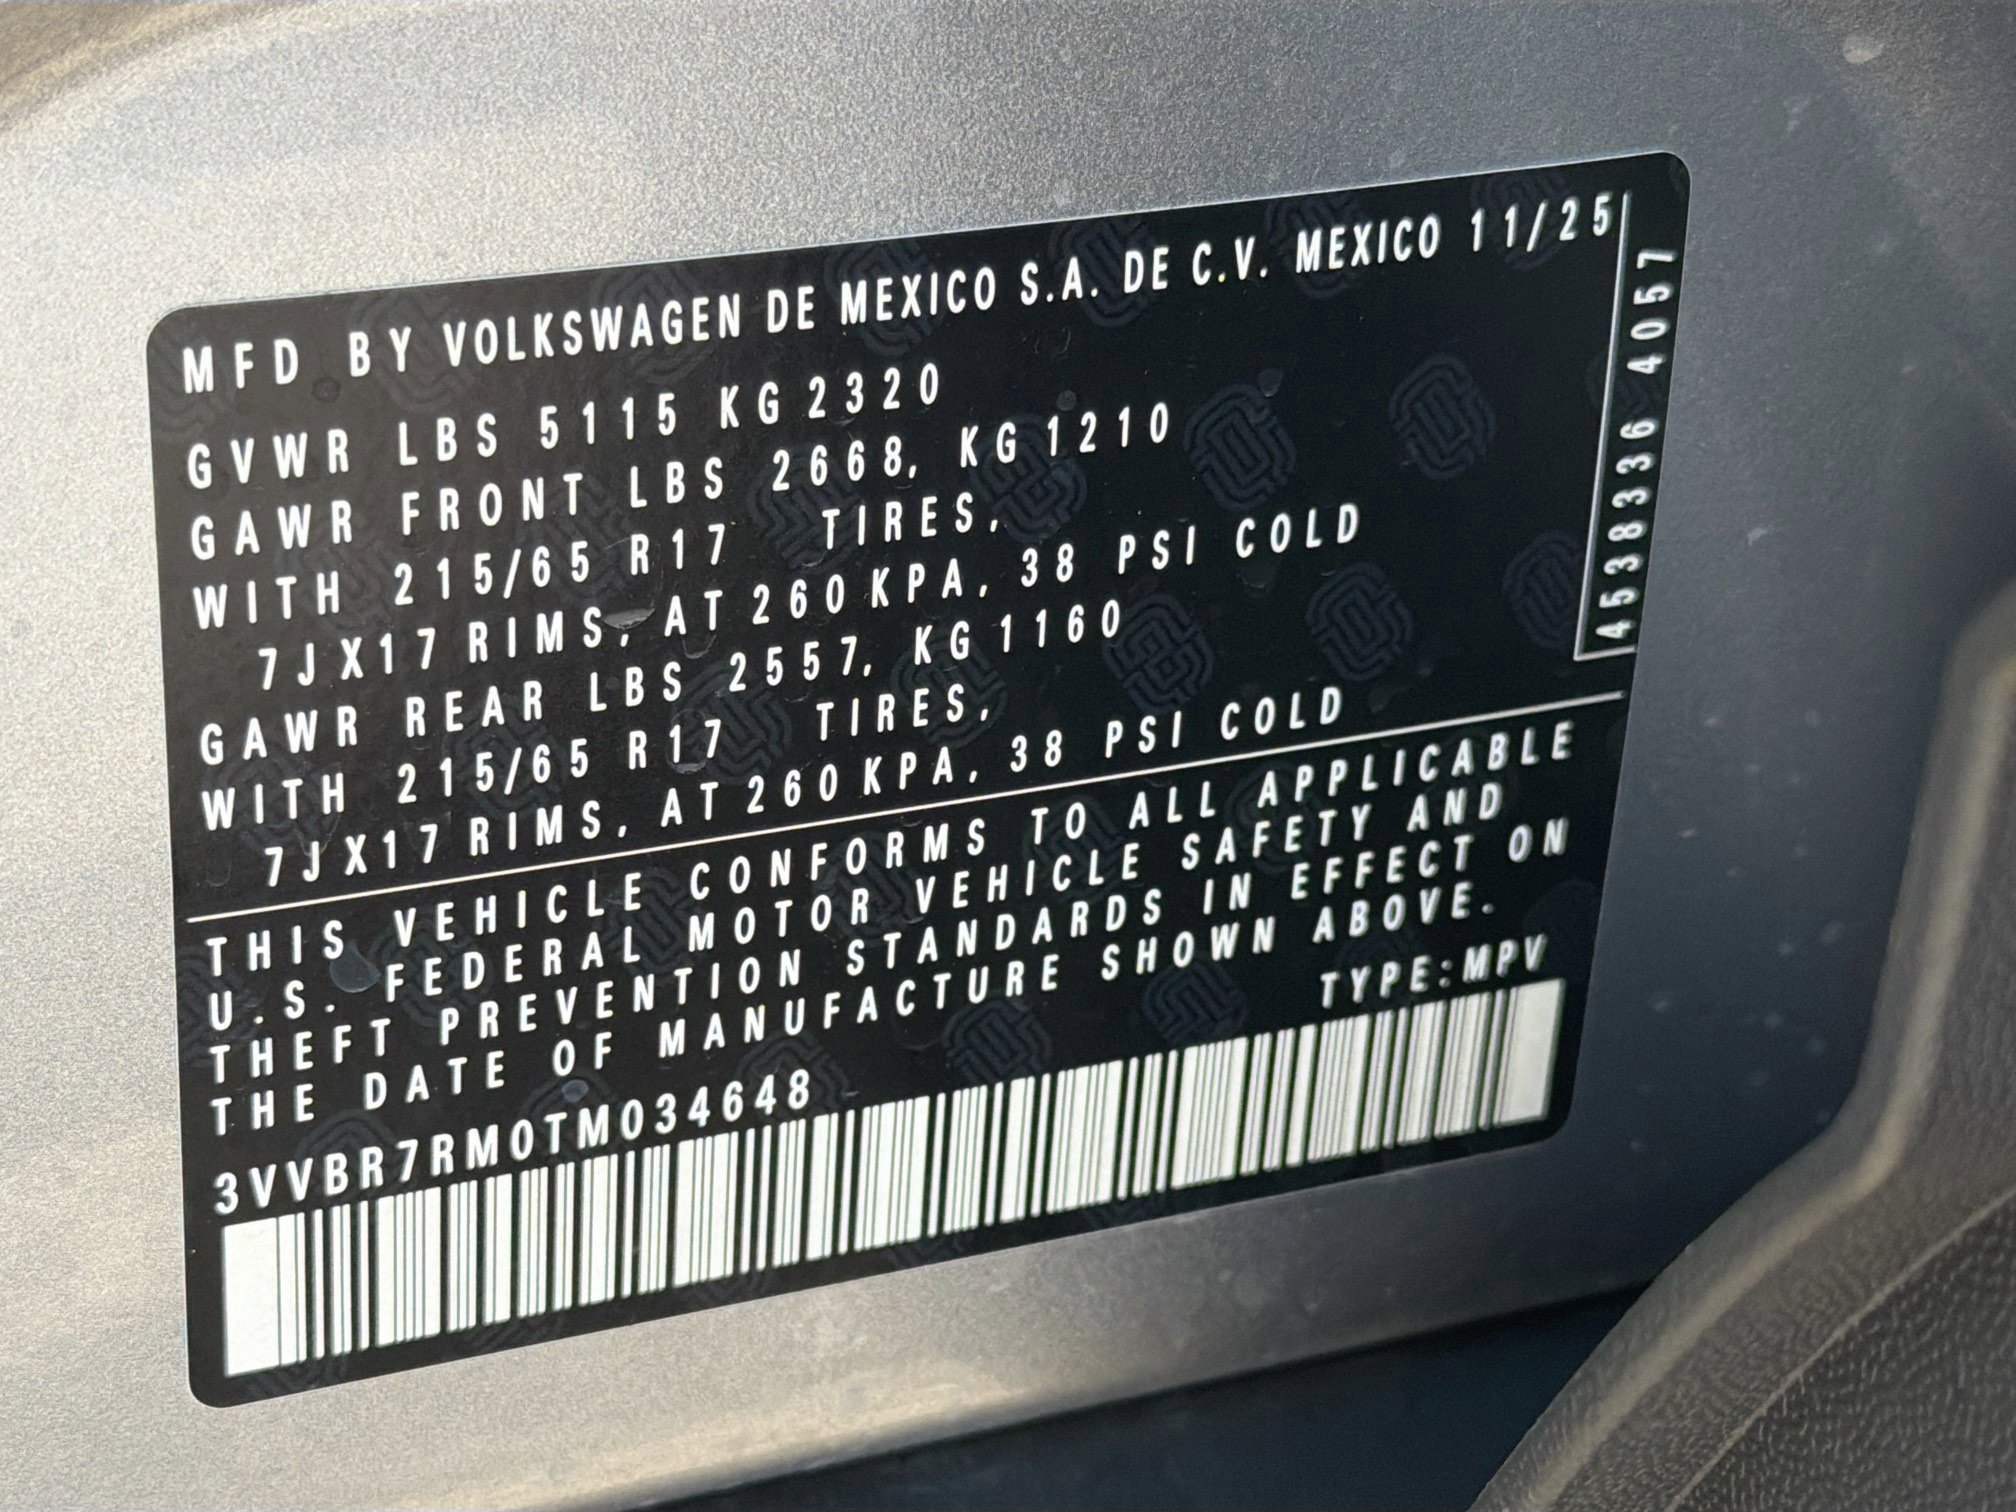 MFD BY VOLKSWAGEN DE MEXICO S.A. DE C.V. MEXICO 11/25
GVWR LBS 5115 KG 2320
GAWR FRONT LBS 2668, KG 1210
WITH 215/65 R17 TIRES,
7JX17 RIMS, AT 260 KPA, 38 PSI COLD
GAWR REAR LBS 2557, KG 1160
WITH 215/65 R17 TIRES,
7JX17 RIMS, AT 260 KPA, 38 PSI COLD
4538336 4057
THIS VEHICLE CONFORMS TO ALL APPLICABLE
U.S. FEDERAL MOTOR VEHICLE SAFETY AND
THEFT PREVENTION STANDARDS IN EFFECT ON
THE DATE OF MANUFACTURE SHOWN ABOVE.
TYPE:MPV
3VVBR7RM0TM034648